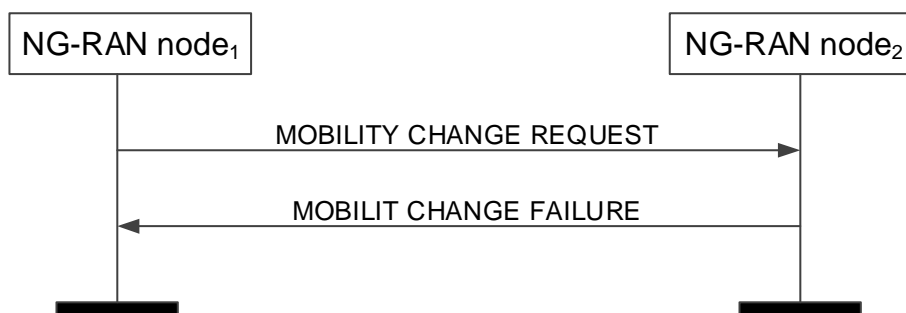 NG-RAN node₁
NG-RAN node₂
MOBILITY CHANGE REQUEST
MOBILIT CHANGE FAILURE